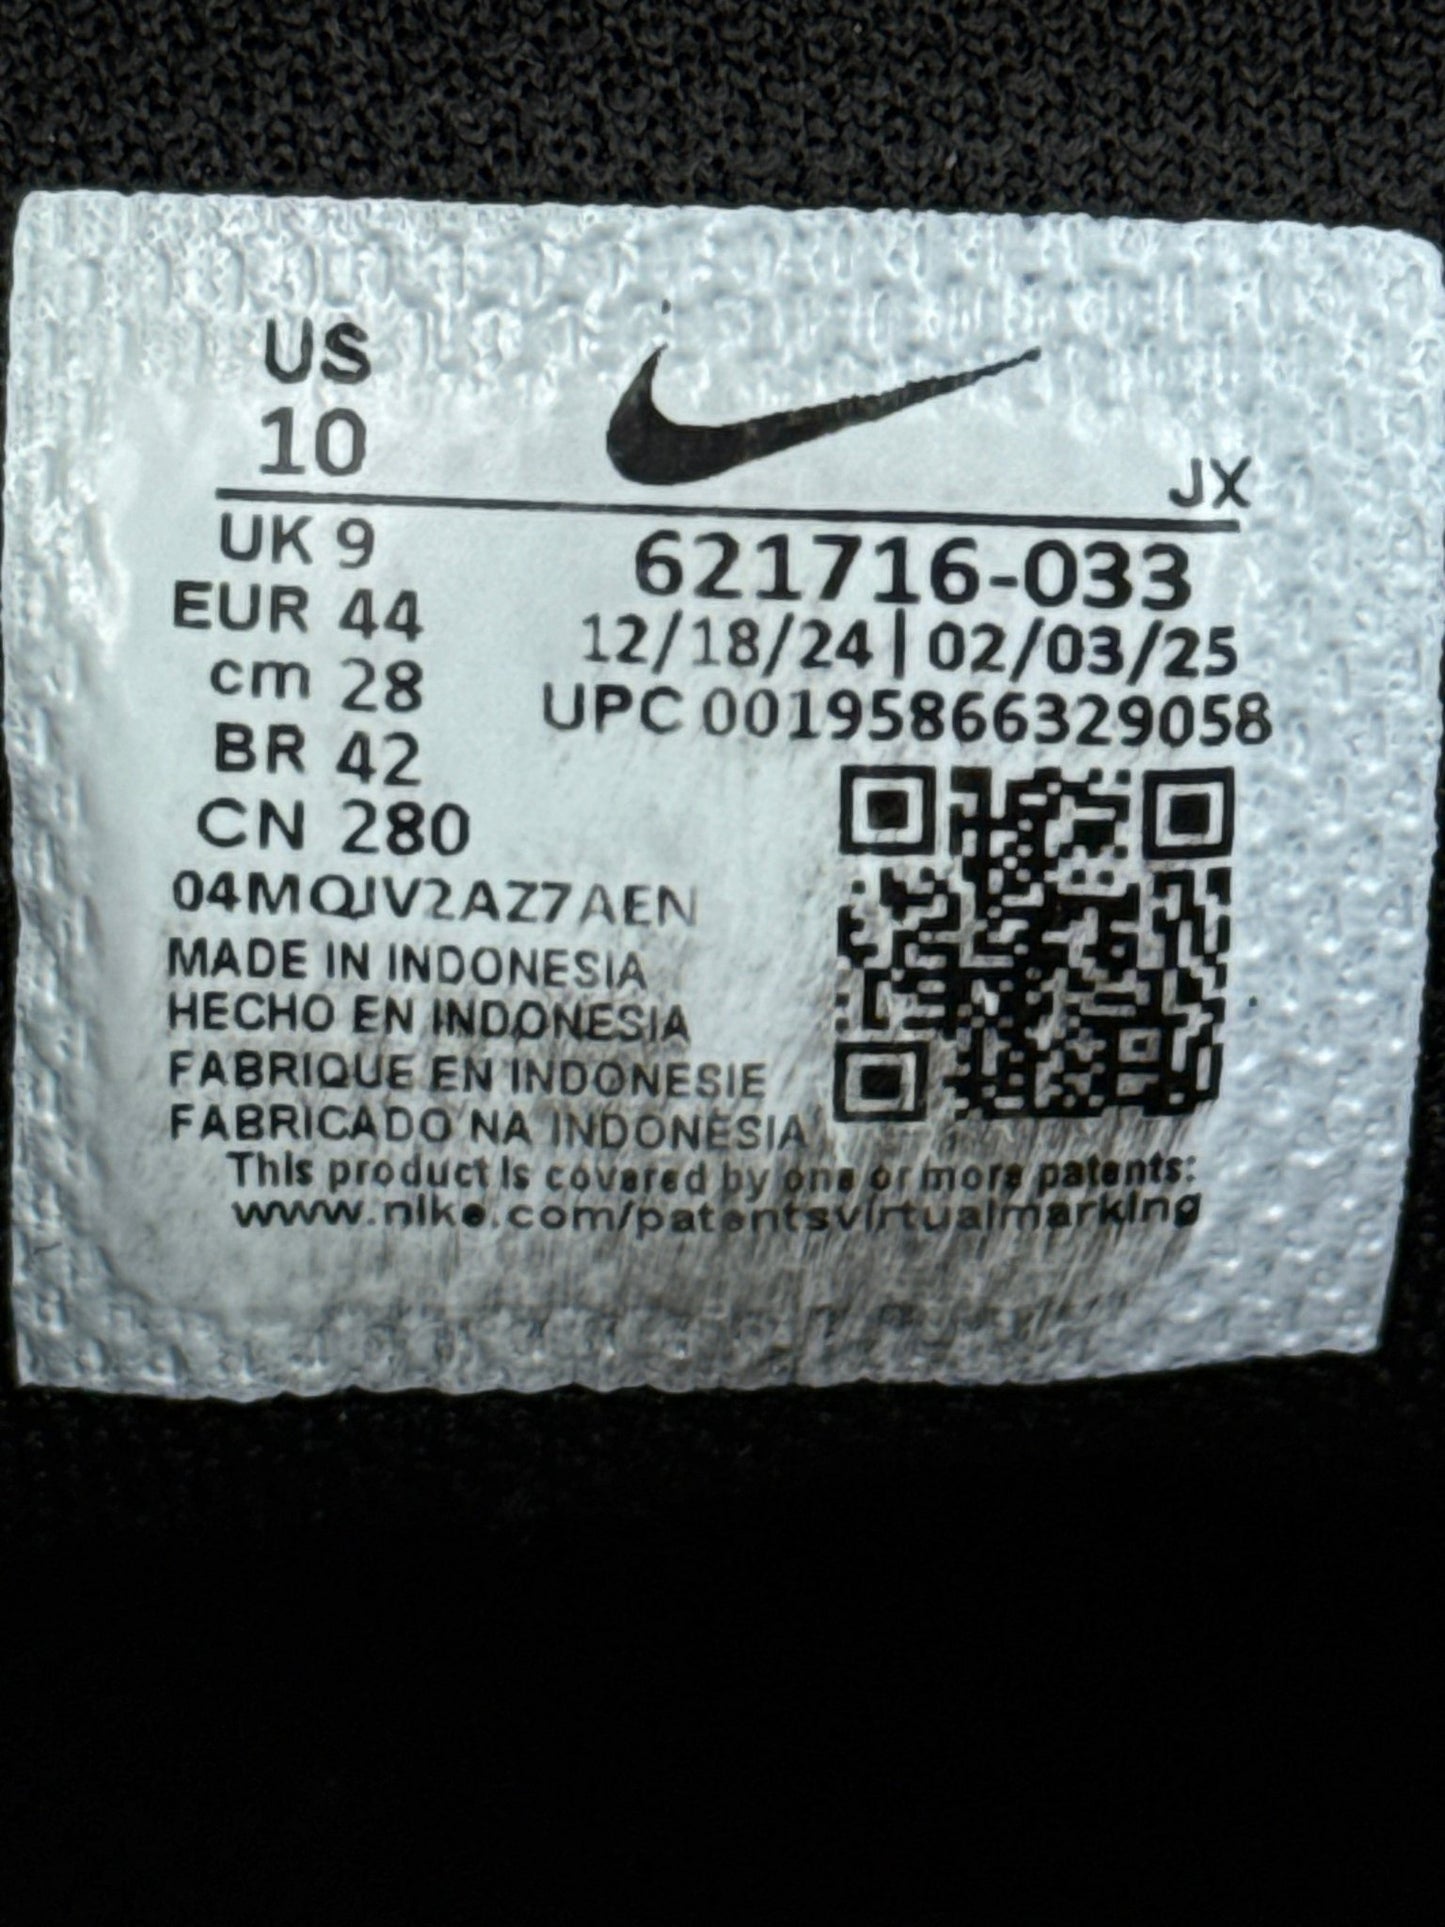 US
10
JX
UK 9
EUR 44
cm 28
BR 42
CN 280
621716-033
12/18/24 | 02/03/25
UPC 00195866329058
04MQJV2AZ7AEN
MADE IN INDONESIA
HECHO EN INDONESIA
FABRIQUE EN INDONESIE
FABRICADO NA INDONESIA
This product is covered by one or more patents:
www.nike.com/patentsvirtualmarking